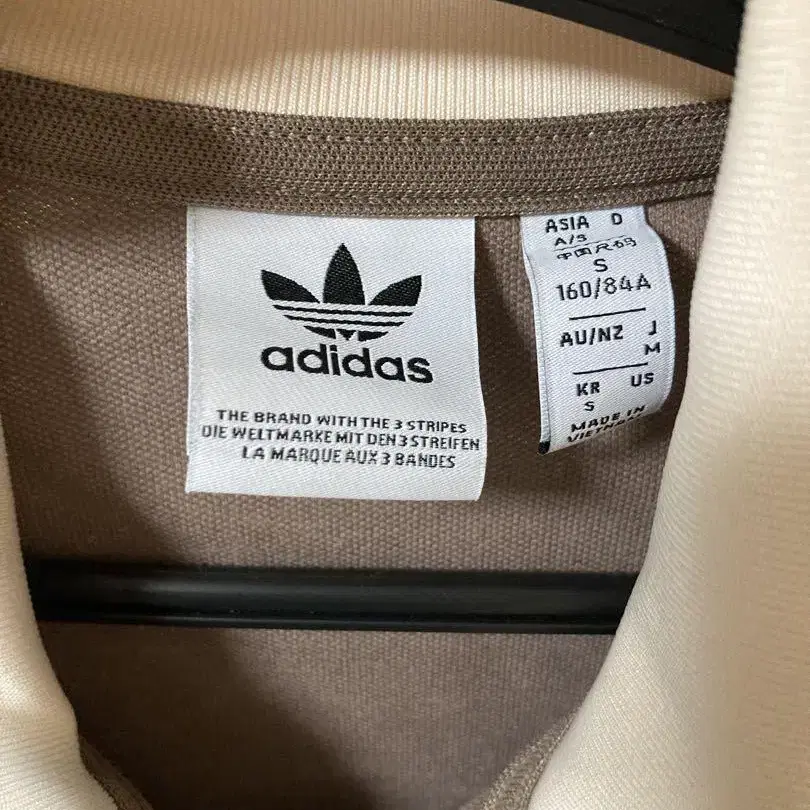 adidas
THE BRAND WITH THE 3 STRIPES
DIE WELTMARKE MIT DEN 3 STREIFEN
LA MARQUE AUX 3 BANDES
ASIA D
A/S
S
160/84A
AU/NZ J
M
KR US
S
MADE IN
VIETNAM